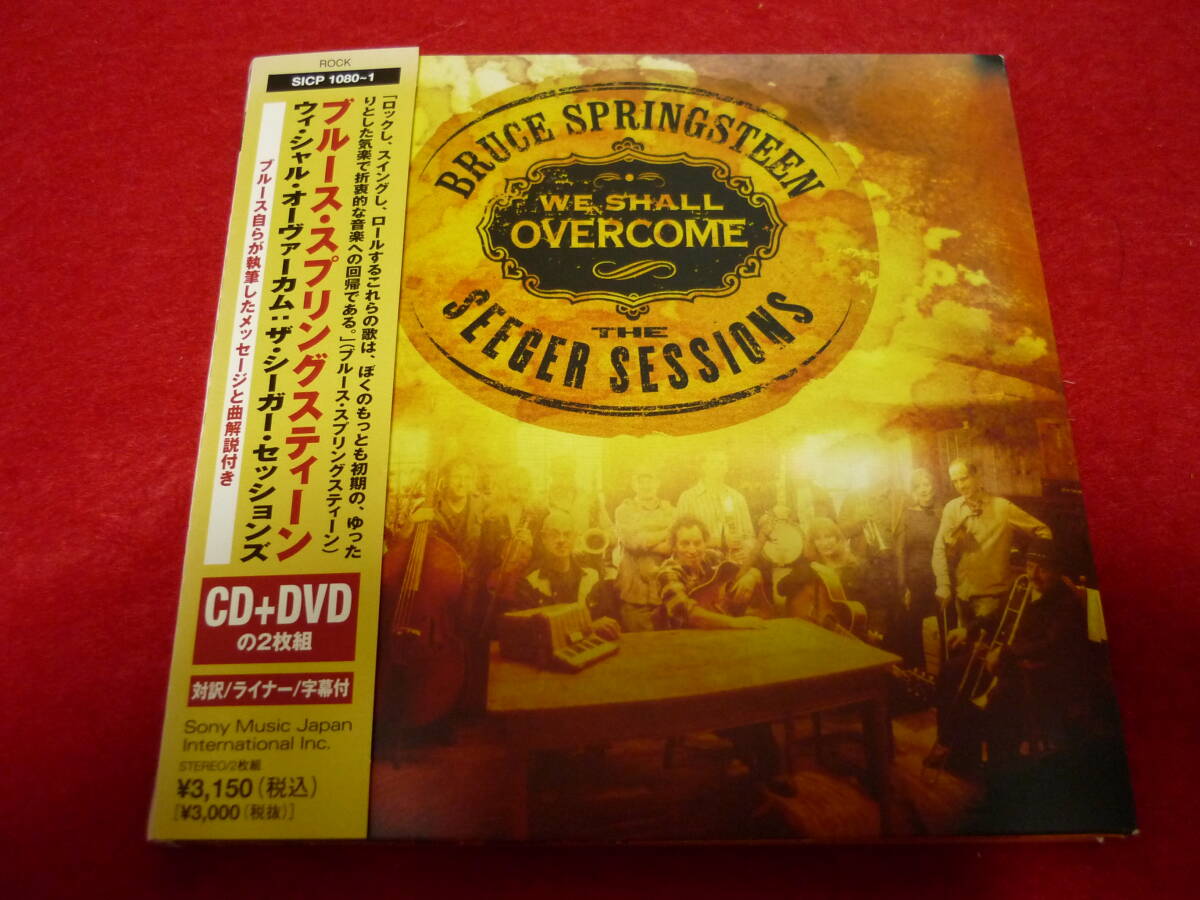 ROCK
SICP 1080~1
「ロックし、スイングし、ロールするこれらの歌は、ぼくのもっとも初期の、ゆった
りとした気楽で折衷的な音楽への回帰である。」(ブルース・スプリングスティーン)
ブルース・スプリングスティーン
ウィ・シャル・オーヴァーカム:ザ・シーガー・セッションズ
ブルース自らが執筆したメッセージと曲解説付き
CD+DVD
の2枚組
対訳/ライナー/字幕付
Sony Music Japan
International Inc.
STEREO/2枚組
¥3,150(税込)
[¥3,000(税抜)]
BRUCE SPRINGSTEEN
WE SHALL
OVERCOME
THE
SEEGER SESSIONS